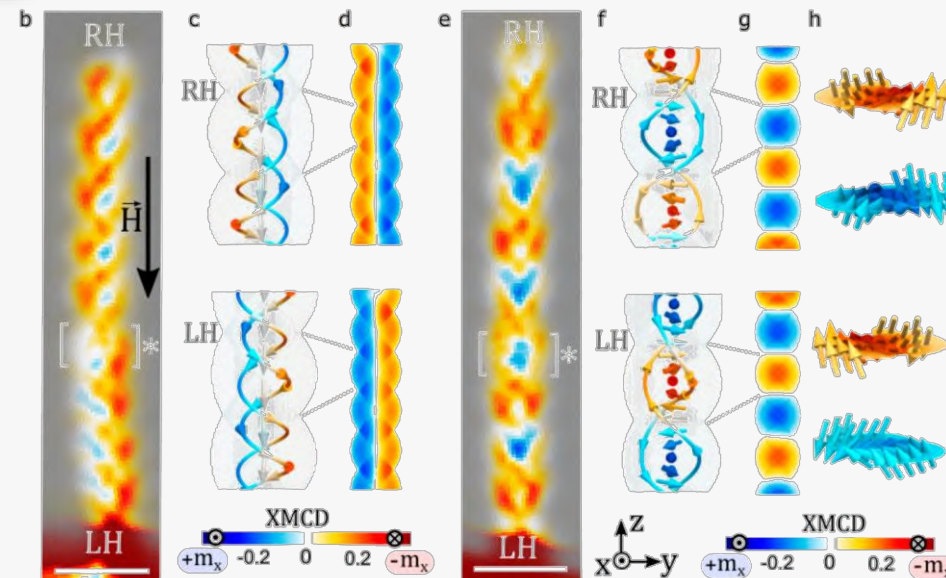 b
c
d
e
f
g
h
RH
RH
RH
RH
H⃗
[ ]*
[ ]*
LH
LH
XMCD
-0.2 0 0.2
+mx
-mx
LH
LH
z
x
y
XMCD
-0.2 0 0.2
+mx